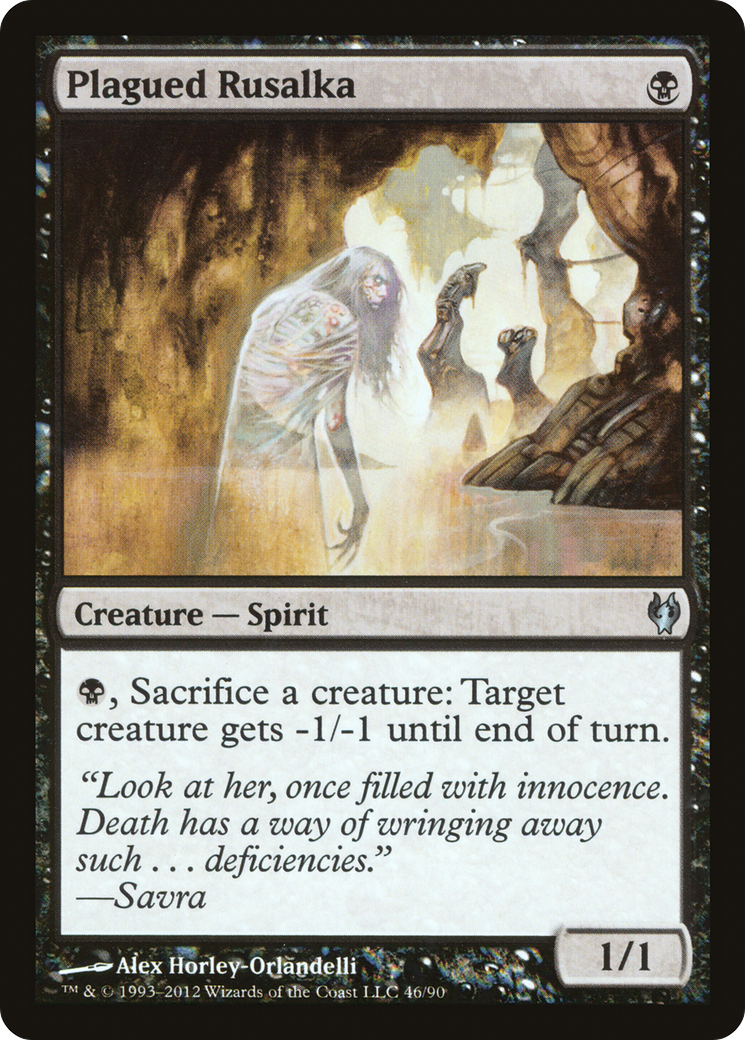 Plagued Rusalka
Creature — Spirit
, Sacrifice a creature: Target
creature gets -1/-1 until end of turn.
“Look at her, once filled with innocence.
Death has a way of wringing away
such . . . deficiencies.”
—Savra
1/1
Alex Horley-Orlandelli
™ & © 1993–2012 Wizards of the Coast LLC 46/90